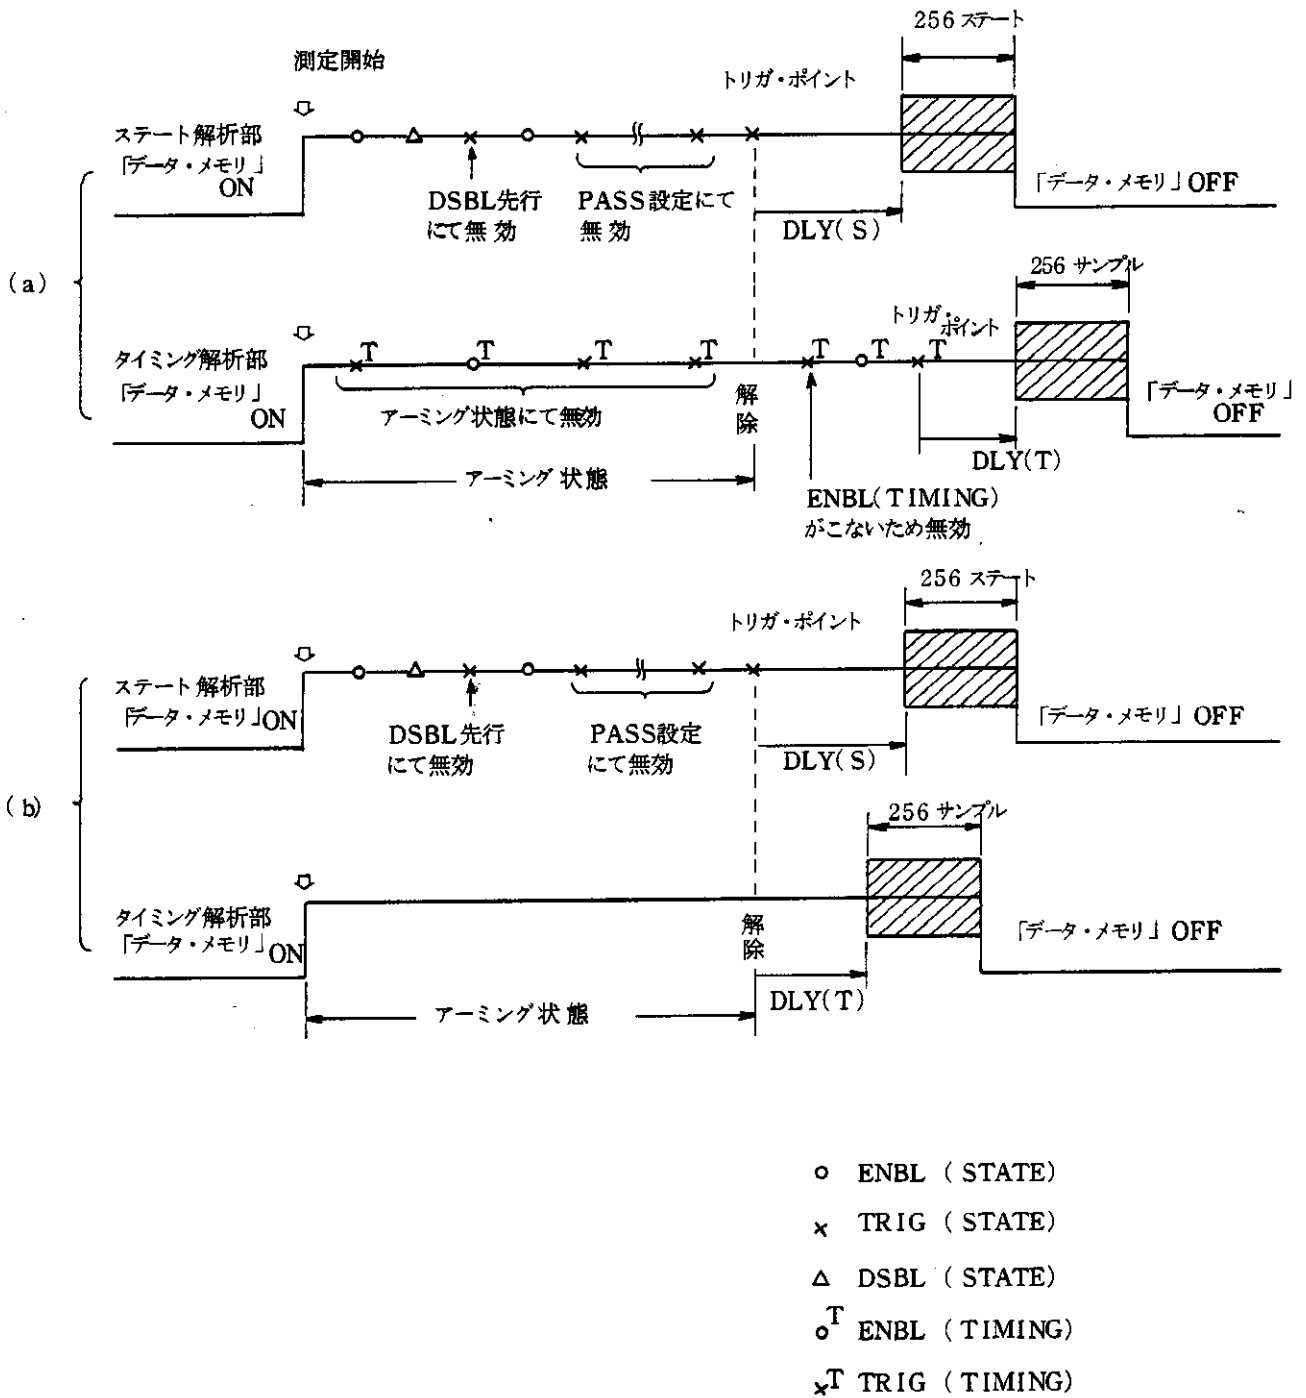 256 ステート
測定開始
トリガ・ポイント
ステート解析部
「データ・メモリ」
ON
DSBL先行
にて無効
PASS設定にて
無効
DLY(S)
「データ・メモリ」OFF
(a)
256 サンプル
トリガ・
ポイント
T T T T T T T
タイミング解析部
「データ・メモリ」
ON
アーミング状態にて無効
解
除
「データ・メモリ」
OFF
DLY(T)
アーミング状態
ENBL(TIMING)
がこないため無効
256 ステート
トリガ・ポイント
ステート解析部
「データ・メモリ」ON
DSBL先行
にて無効
PASS設定
にて無効
DLY(S)
「データ・メモリ」OFF
(b)
256 サンプル
タイミング解析部
「データ・メモリ」ON
解
除
「データ・メモリ」OFF
DLY(T)
アーミング状態
ENBL (STATE)
TRIG (STATE)
DSBL (STATE)
T ENBL (TIMING)
T TRIG (TIMING)